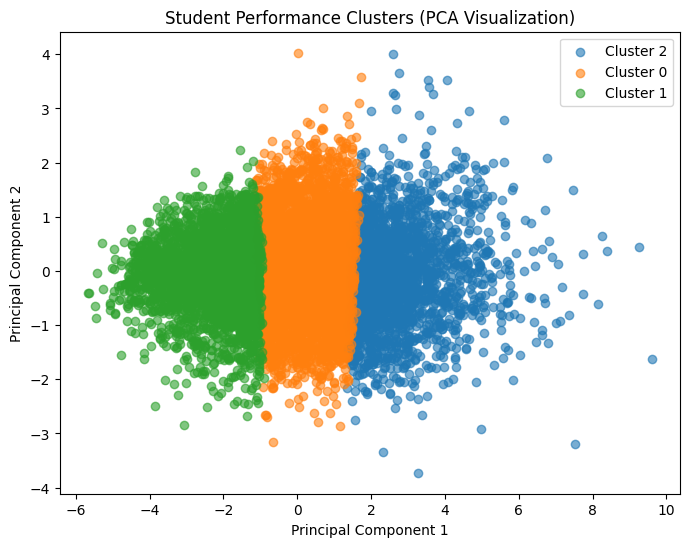 Student Performance Clusters (PCA Visualization)
Cluster 2
Cluster 0
Cluster 1
4
3
2
1
0
−1
−2
−3
−4
Principal Component 2
−6 −4 −2 0 2 4 6 8 10
Principal Component 1